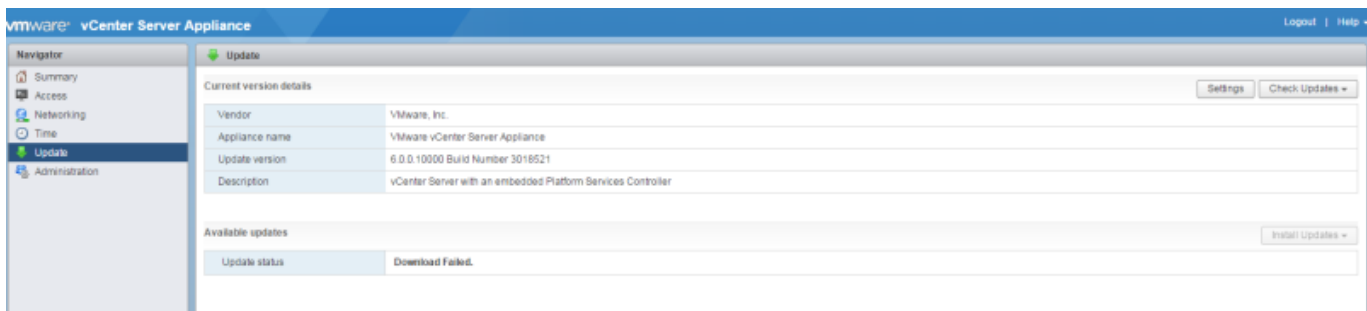 vmware® vCenter Server Appliance
Logout | Help
Navigator
Summary
Access
Networking
Time
Update
Administration
Update
Current version details
Settings
Check Updates
Vendor VMware, Inc.
Appliance name VMware vCenter Server Appliance
Update version 6.0.0.10000 Build Number 3018521
Description vCenter Server with an embedded Platform Services Controller
Available updates
Install Updates
Update status Download Failed.